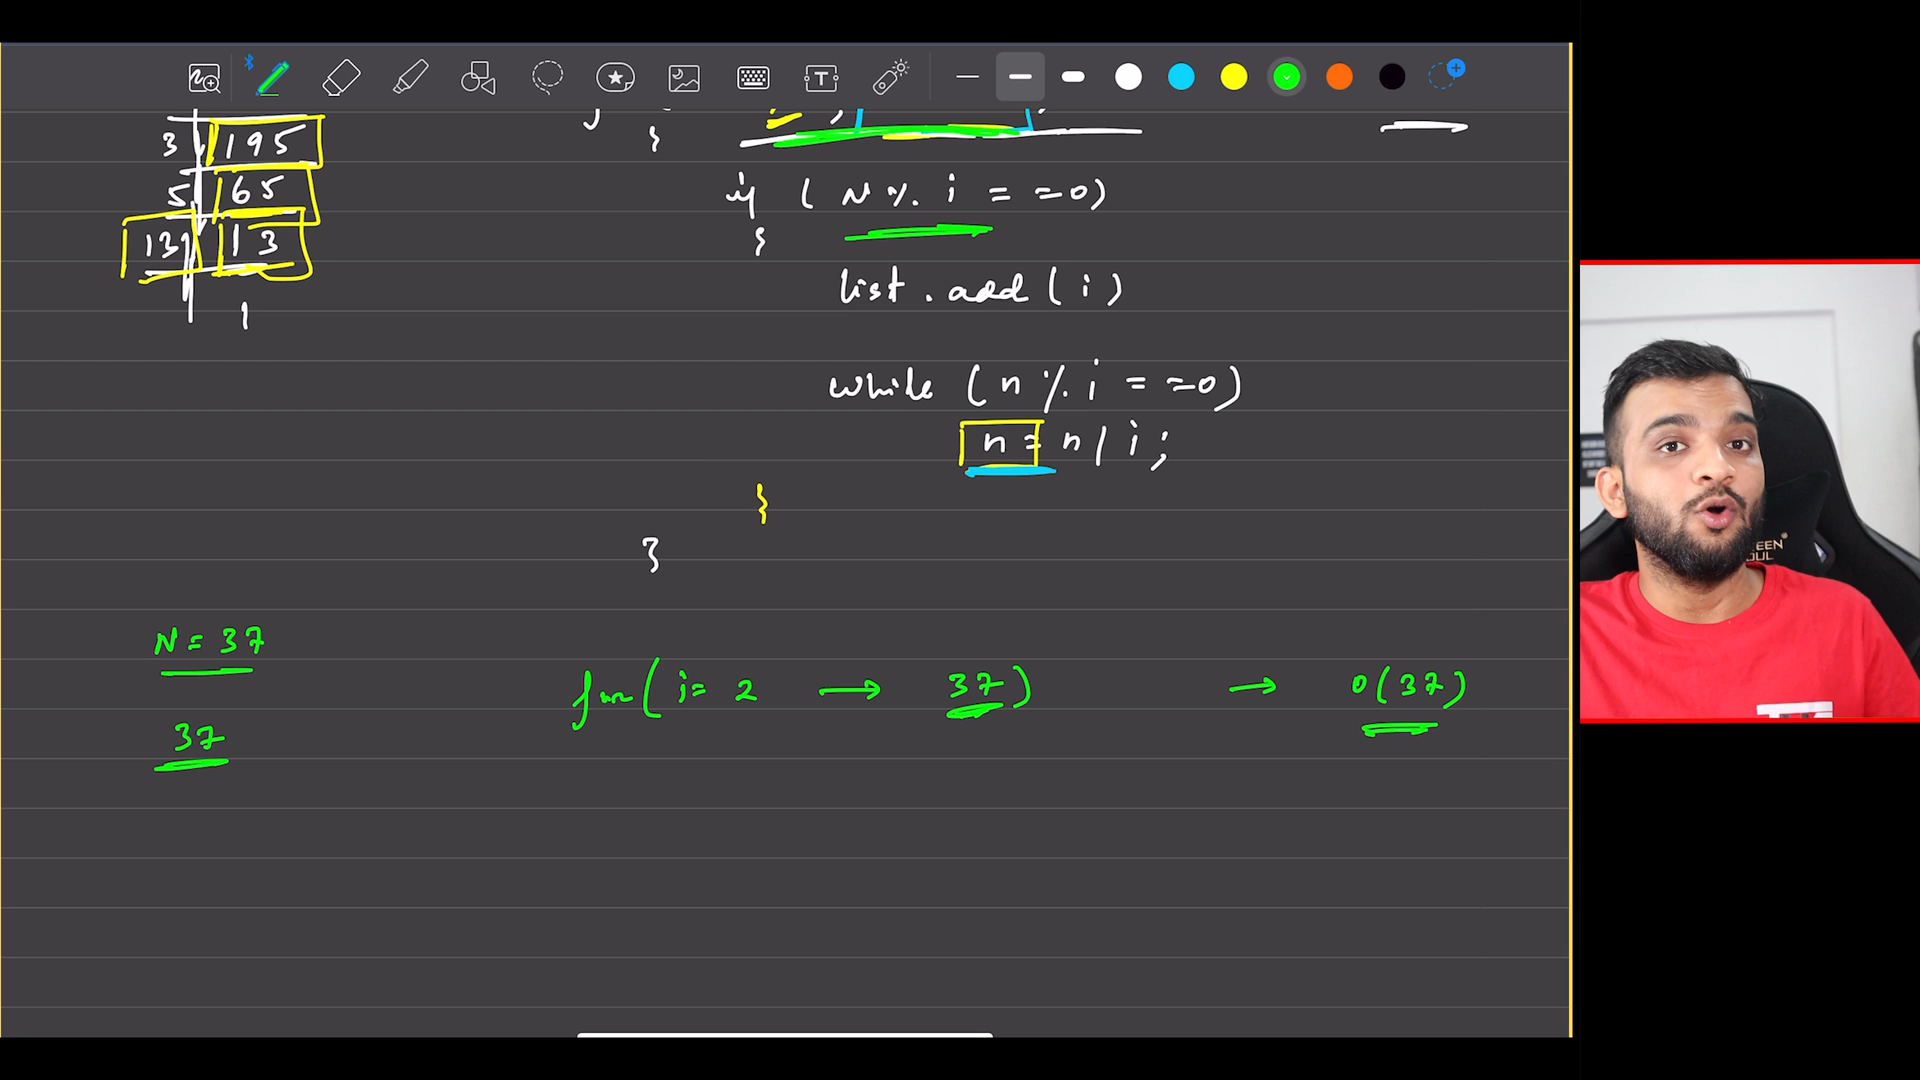 3 195
5 65
13 13
1
}
if ( N % i = = 0 )
{
list . add ( i )
while ( n % i = = 0 )
n = n / i ;
}
}
N = 37
for ( i = 2 → 37 ) → O ( 37 )
37